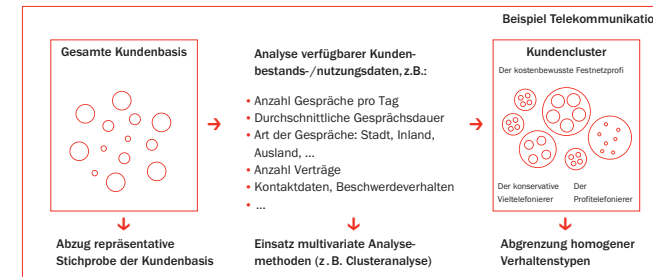 Beispiel Telekommunikatio
Gesamte Kundenbasis
Analyse verfügbarer Kunden-
bestands-/nutzungsdaten, z.B.:
• Anzahl Gespräche pro Tag
• Durchschnittliche Gesprächsdauer
• Art der Gespräche: Stadt, Inland,
Ausland, ...
• Anzahl Verträge
• Kontaktdaten, Beschwerdeverhalten
• ...
Kundencluster
Der kostenbewusste Festnetzprofi
Der konservative
Vieltelefonierer
Der
Profitelefonierer
Abzug repräsentative
Stichprobe der Kundenbasis
Einsatz multivariate Analyse-
methoden (z.B. Clusteranalyse)
Abgrenzung homogener
Verhaltenstypen